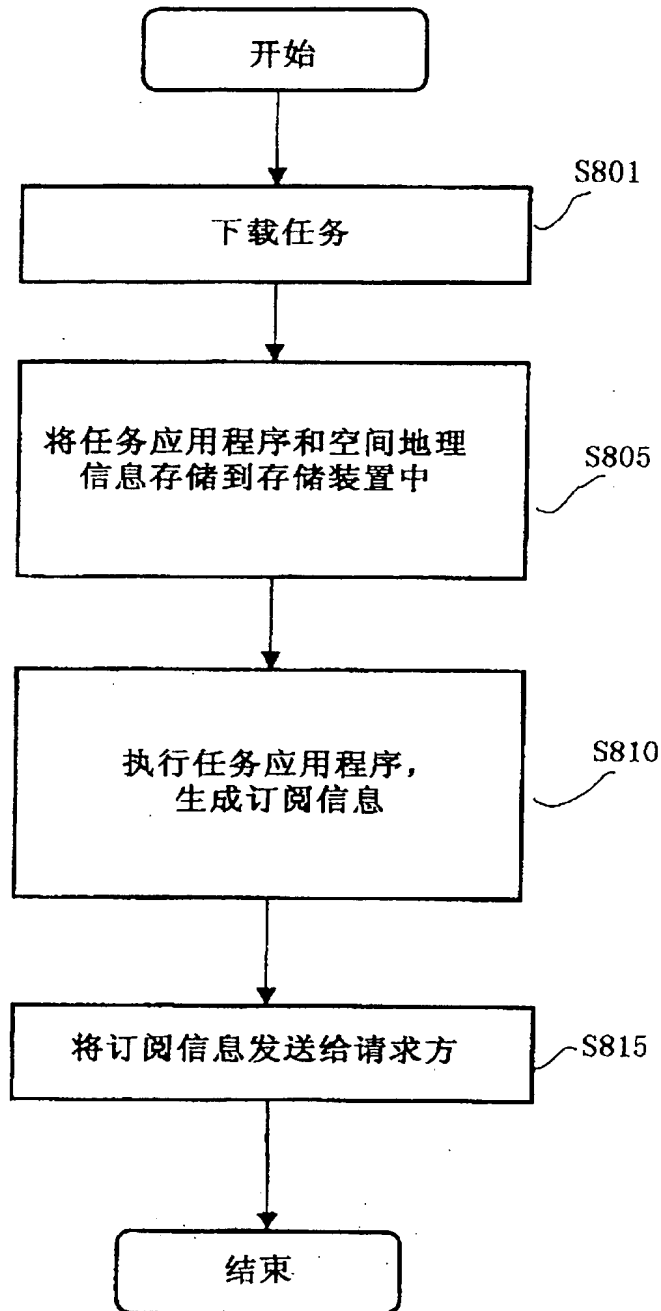 开始
S801
下载任务
将任务应用程序和空间地理
信息存储到存储装置中
S805
执行任务应用程序，
生成订阅信息
S810
将订阅信息发送给请求方
S815
结束